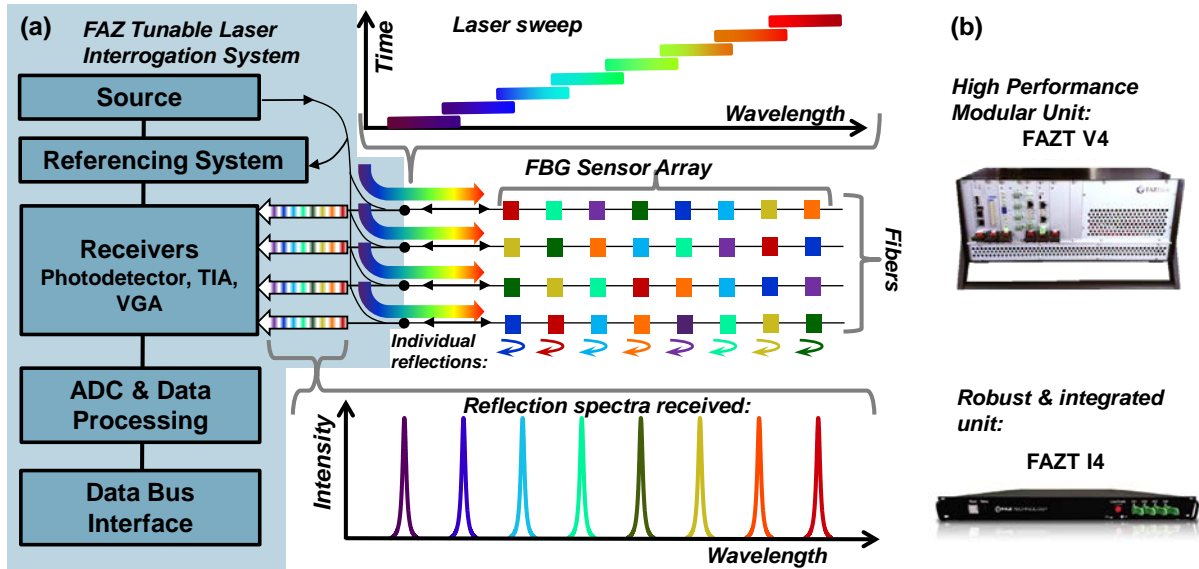 (a)
FAZ Tunable Laser
Interrogation System
Source
Referencing System
Receivers
Photodetector, TIA,
VGA
ADC & Data
Processing
Data Bus
Interface
Time
Laser sweep
Wavelength
FBG Sensor Array
Fibers
Individual
reflections:
Reflection spectra received:
Intensity
Wavelength
(b)
High Performance
Modular Unit:
FAZT V4
Robust & integrated
unit:
FAZT I4